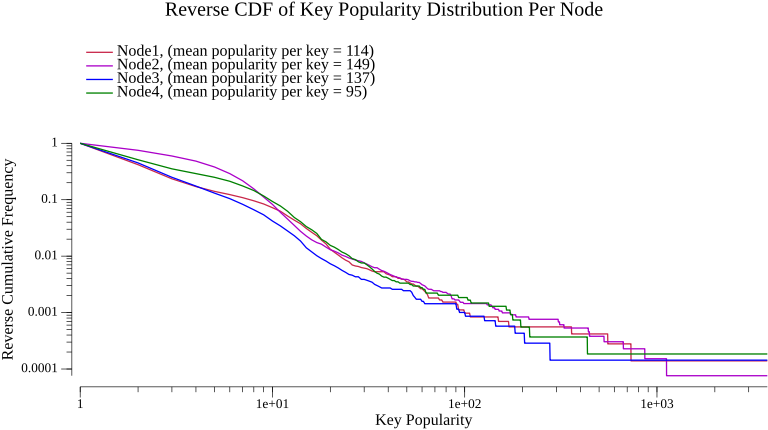 Reverse CDF of Key Popularity Distribution Per Node
Node1, (mean popularity per key = 114)
Node2, (mean popularity per key = 149)
Node3, (mean popularity per key = 137)
Node4, (mean popularity per key = 95)
Reverse Cumulative Frequency
1
0.1
0.01
0.001
0.0001
1 1e+01 1e+02 1e+03
Key Popularity